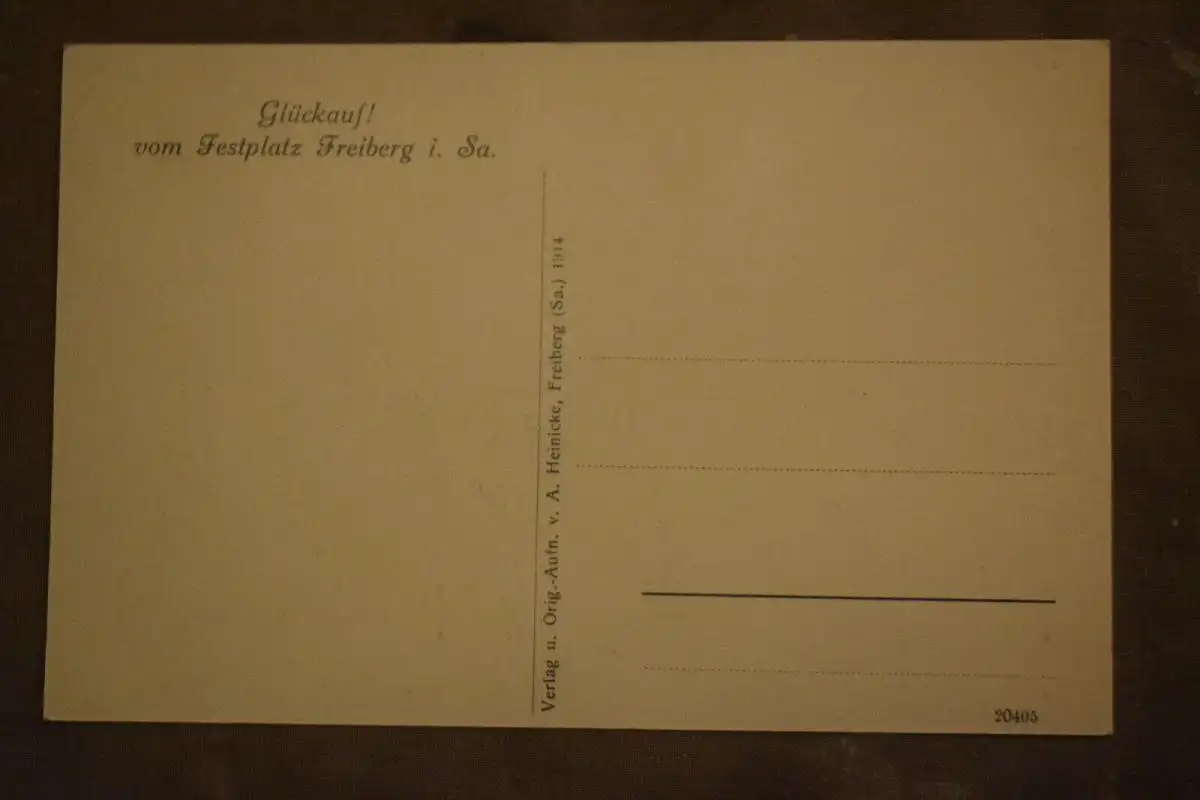 Glückauf!
vom Festplatz Freiberg i. Sa.
Verlag u. Orig.-Aufn. v. A. Heinicke, Freiberg (Sa.) 1914
20405